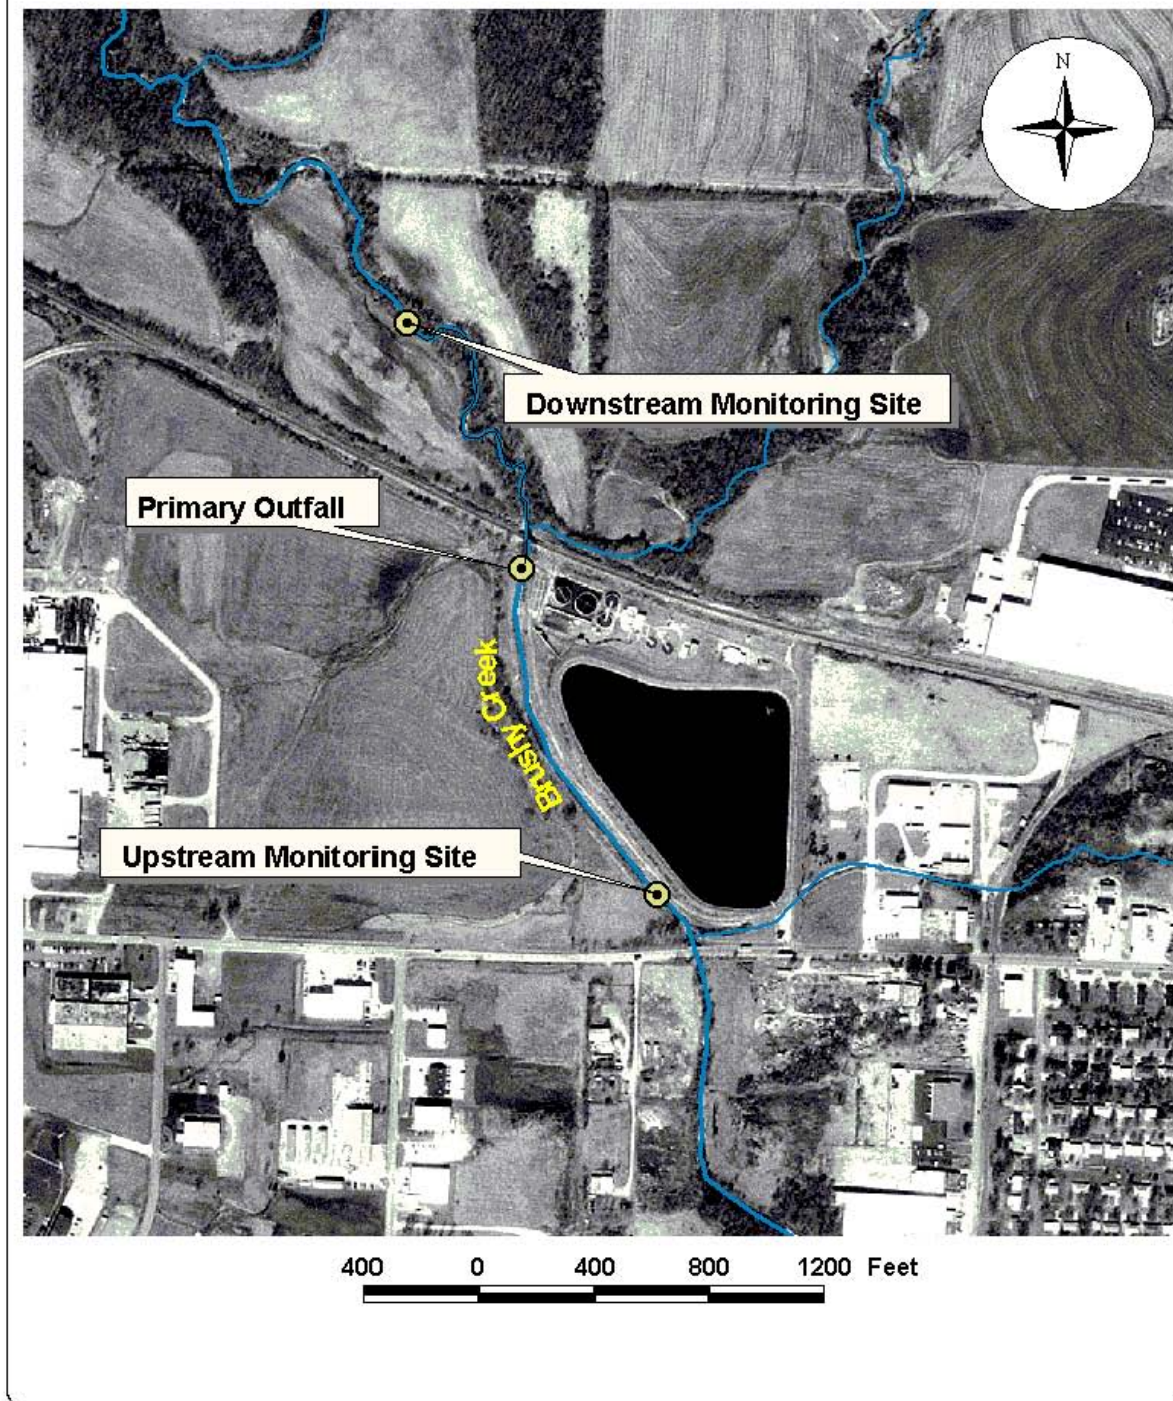 N
Downstream Monitoring Site
Primary Outfall
Brushy Creek
Upstream Monitoring Site
400 0 400 800 1200 Feet